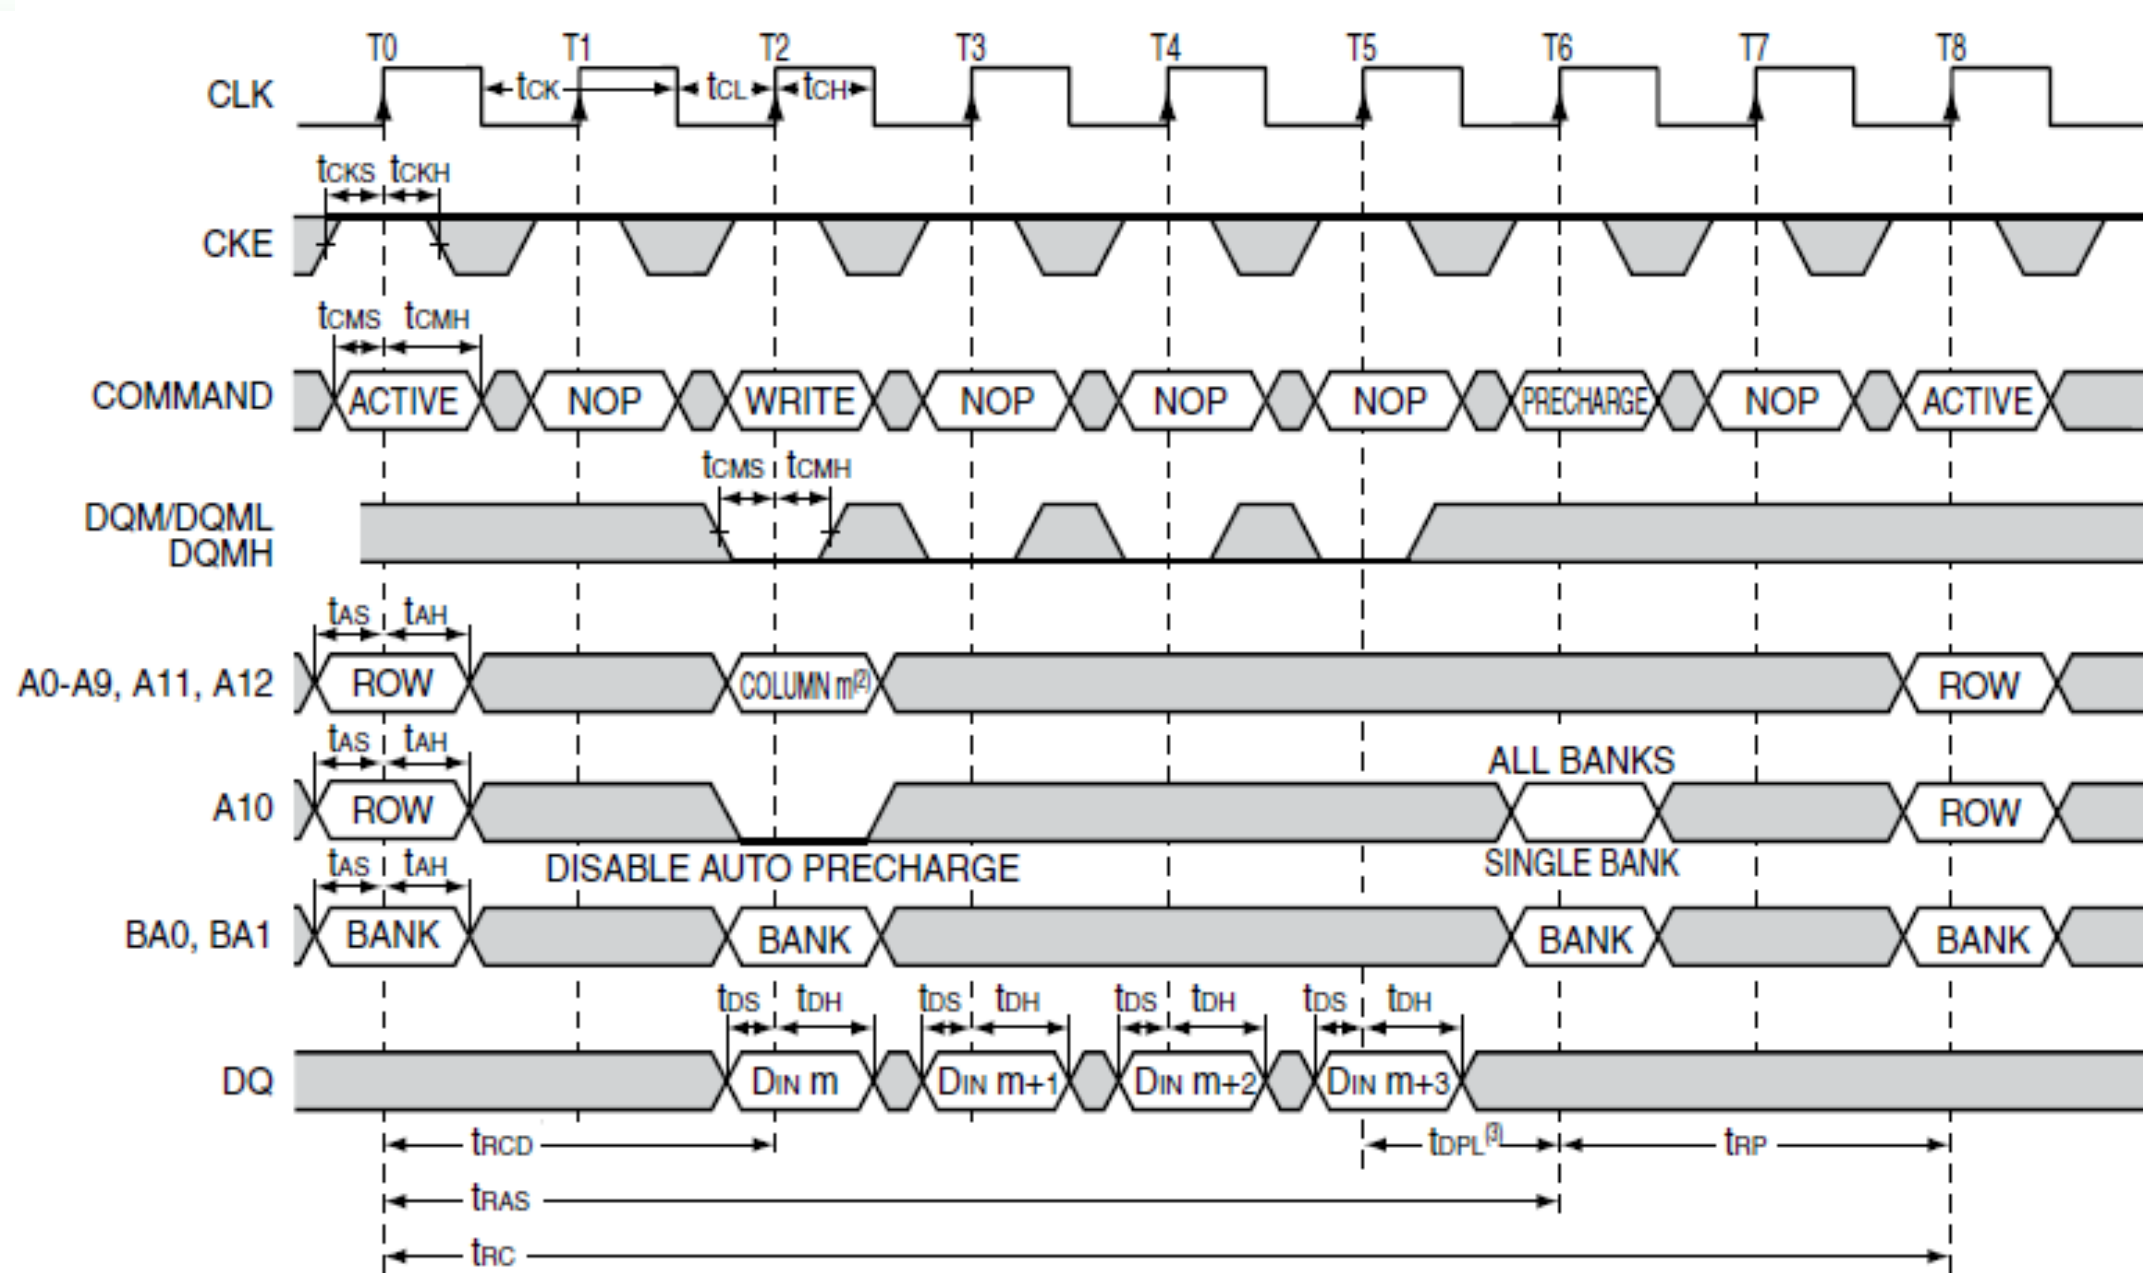 T0 T1 T2 T3 T4 T5 T6 T7 T8
CLK tCK tCL tCH
tCKS tCKH
CKE
tCMS tCMH
COMMAND ACTIVE NOP WRITE NOP NOP NOP PRECHARGE NOP ACTIVE
tCMS tCMH
DQM/DQML
DQMH
tAS tAH
A0-A9, A11, A12 ROW COLUMN m(2) ROW
tAS tAH
ALL BANKS
A10 ROW ROW
DISABLE AUTO PRECHARGE SINGLE BANK
tAS tAH
BA0, BA1 BANK BANK BANK BANK
tDS tDH tDS tDH tDS tDH tDS tDH
DQ DIN m DIN m+1 DIN m+2 DIN m+3
tRCD tDPL(3) tRP
tRAS
tRC